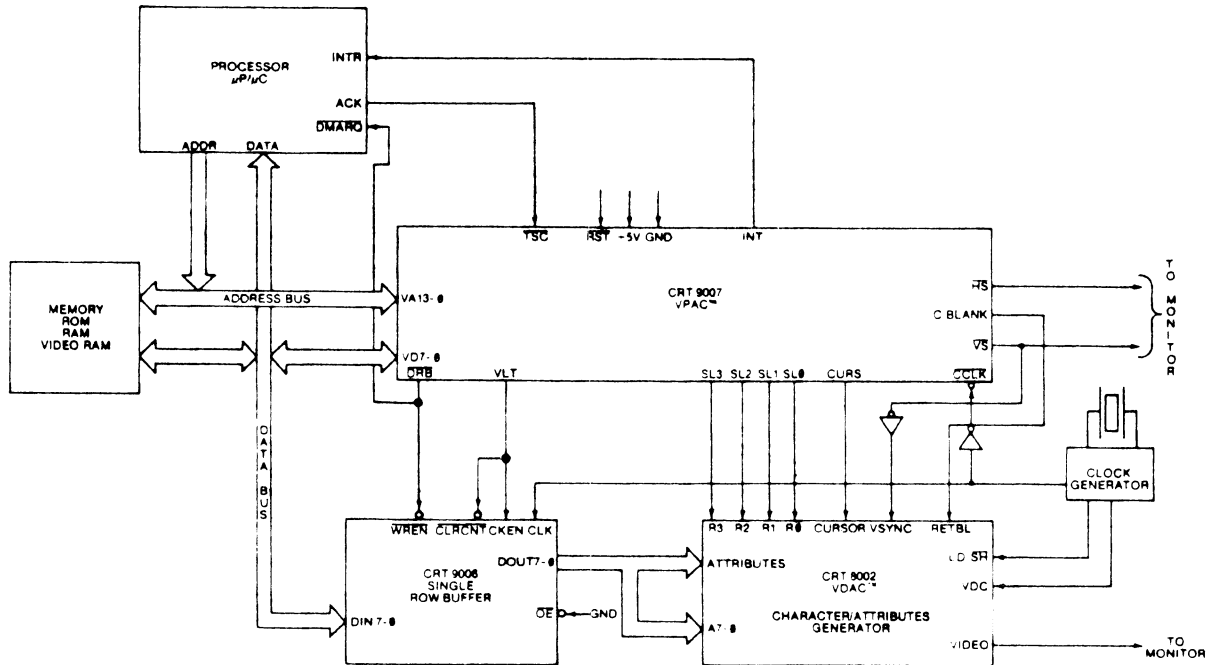 PROCESSOR
µP/µC
INTR
ACK
DMARQ
ADDR DATA
TSC RST +5V GND INT
MEMORY
ROM
RAM
VIDEO RAM
ADDRESS BUS
VA13-0
CRT 9007
VPAC™
HS
C BLANK
VS
TO MONITOR
VD7-0
DRB VLT SL3 SL2 SL1 SL0 CURS CCLK
DATA BUS
CLOCK
GENERATOR
WREN CLRCNT CKEN CLK
DOUT7-0
CRT 9006
SINGLE
ROW BUFFER
OE GND
DIN 7-0
R3 R2 R1 R0 CURSOR VSYNC RETBL
ATTRIBUTES
LD SH
CRT 8002
VDAC™
VDC
CHARACTER/ATTRIBUTES
GENERATOR
A7-0
VIDEO
TO
MONITOR